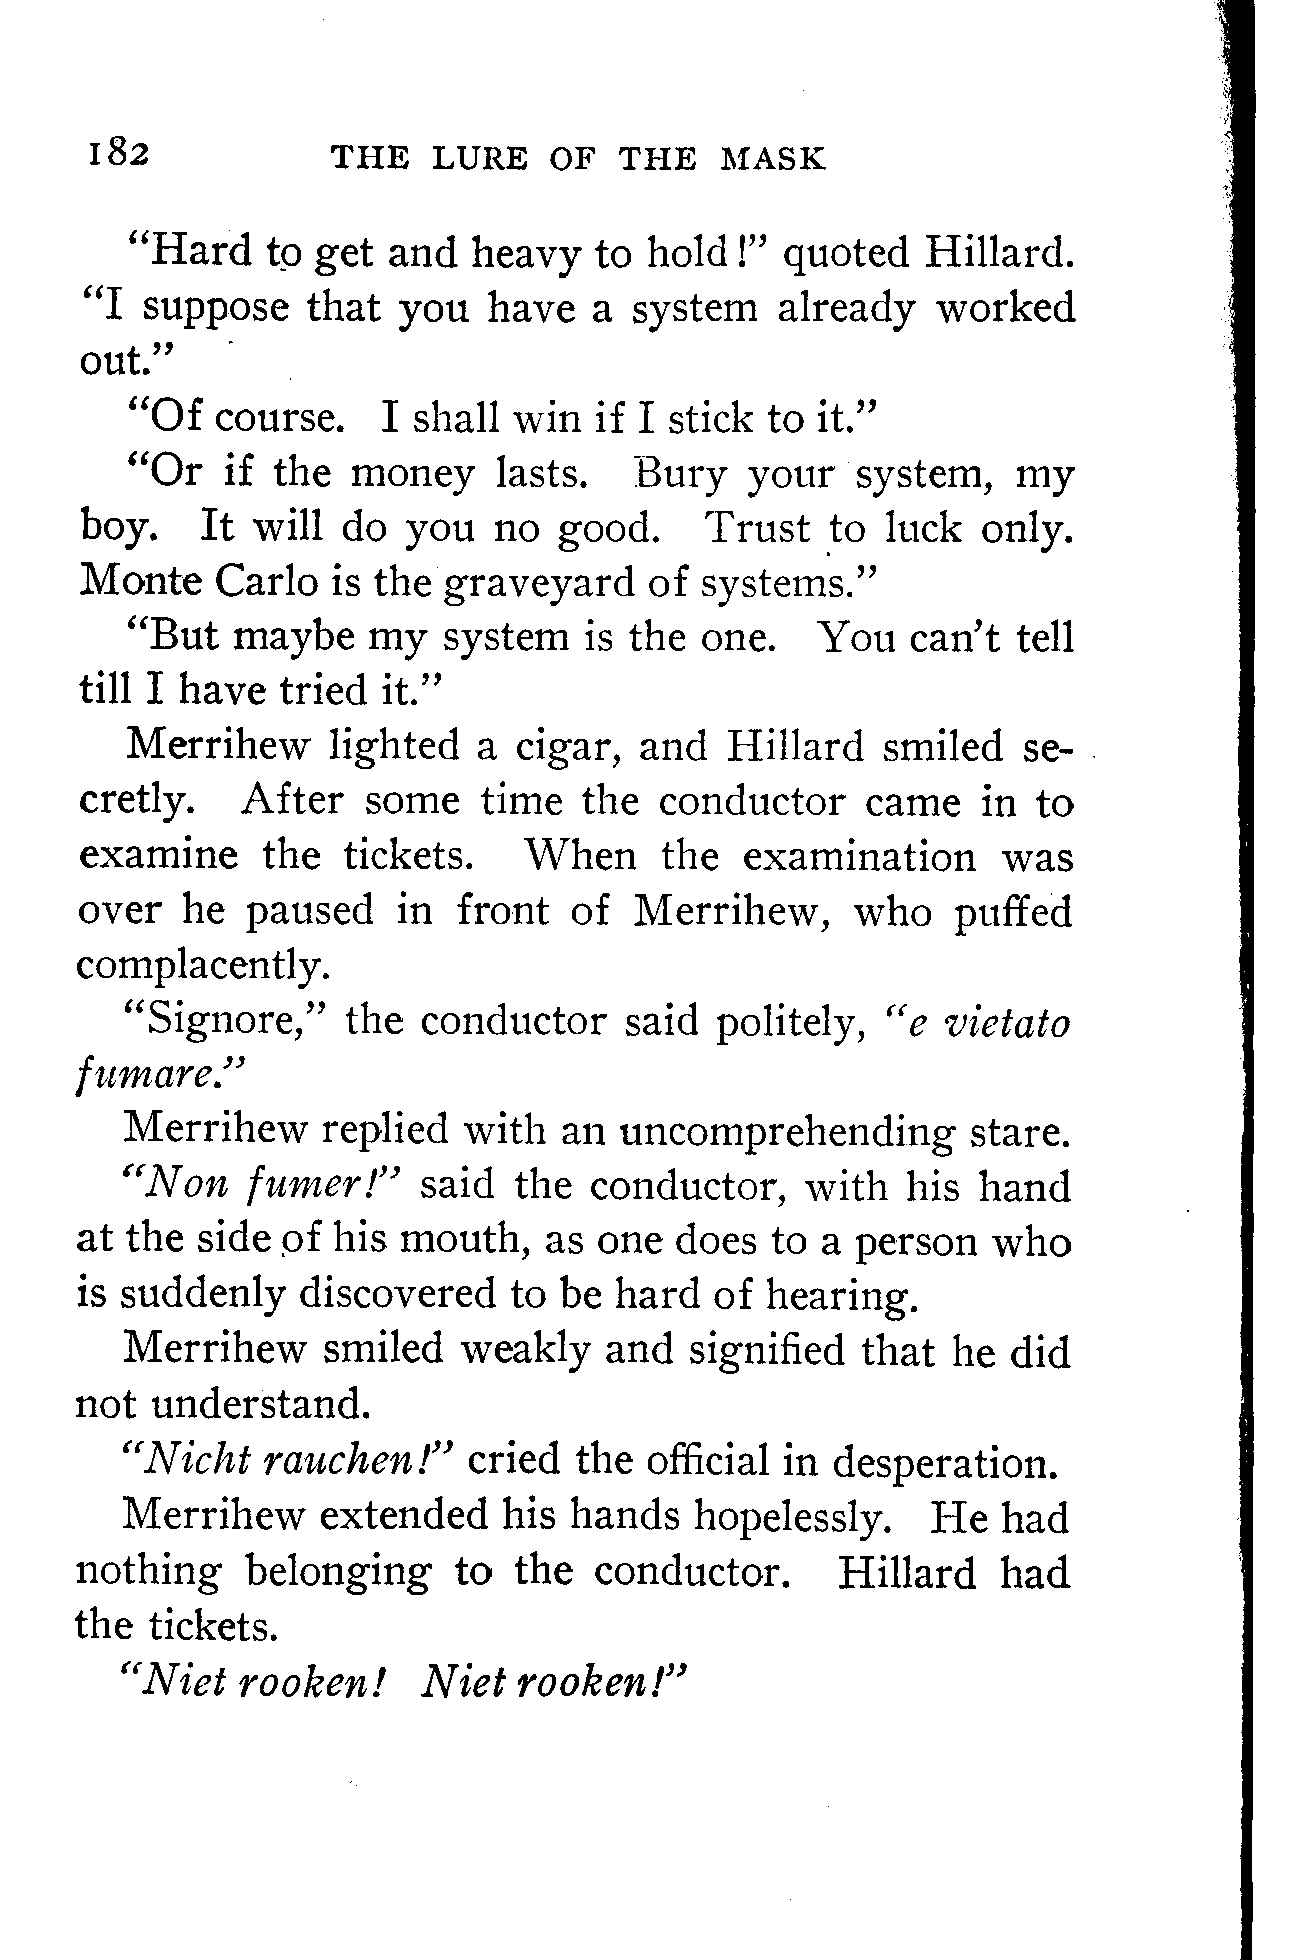 182 THE LURE OF THE MASK
“Hard to get and heavy to hold!” quoted Hillard.
“I suppose that you have a system already worked
out.”
“Of course. I shall win if I stick to it.”
“Or if the money lasts. Bury your system, my
boy. It will do you no good. Trust to luck only.
Monte Carlo is the graveyard of systems.”
“But maybe my system is the one. You can’t tell
till I have tried it.”
Merrihew lighted a cigar, and Hillard smiled se-
cretly. After some time the conductor came in to
examine the tickets. When the examination was
over he paused in front of Merrihew, who puffed
complacently.
“Signore,” the conductor said politely, “e vietato
fumare.”
Merrihew replied with an uncomprehending stare.
“Non fumer!” said the conductor, with his hand
at the side of his mouth, as one does to a person who
is suddenly discovered to be hard of hearing.
Merrihew smiled weakly and signified that he did
not understand.
“Nicht rauchen!” cried the official in desperation.
Merrihew extended his hands hopelessly. He had
nothing belonging to the conductor. Hillard had
the tickets.
“Niet rooken! Niet rooken!”